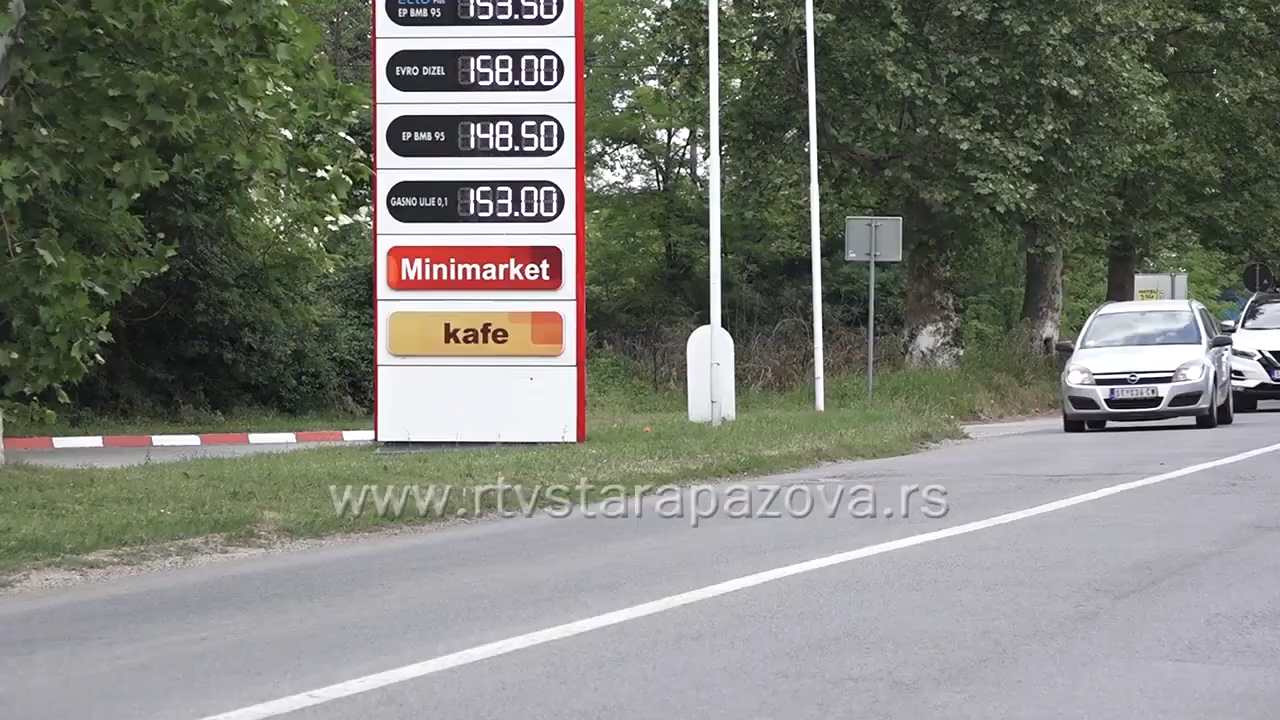 EP BMB 95 153.50
EVRO DIZEL 158.00
EP BMB 95 148.50
GASNO ULJE 0,1 153.00
Minimarket
kafe
www.rtvstarapazova.rs